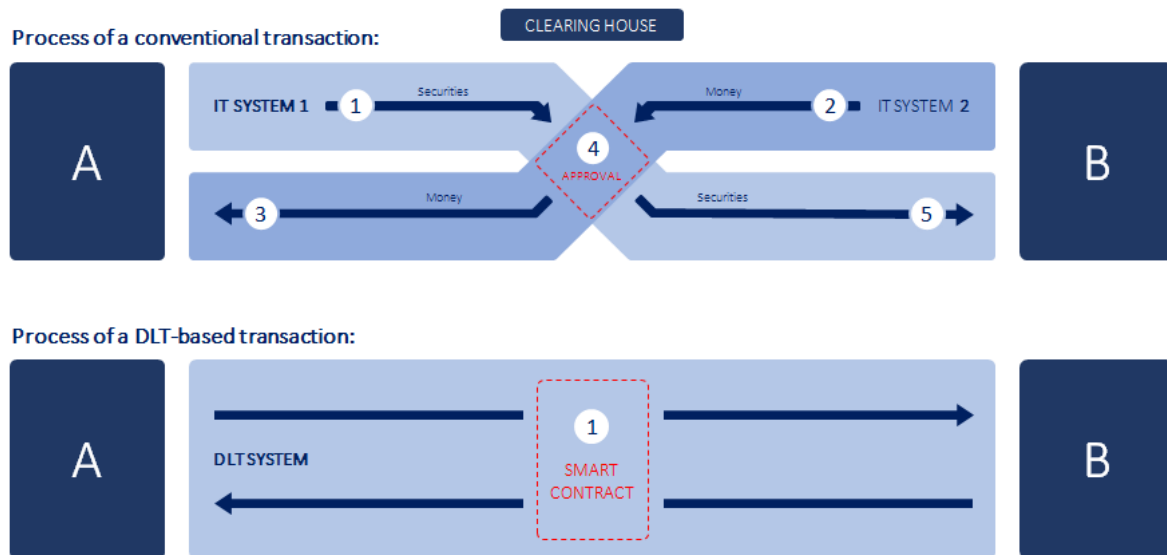 CLEARING HOUSE
Process of a conventional transaction:
A
IT SYSTEM 1
1
Securities
Money
2
IT SYSTEM 2
B
4
APPROVAL
3
Money
Securities
5
Process of a DLT-based transaction:
A
DLT SYSTEM
1
SMART
CONTRACT
B